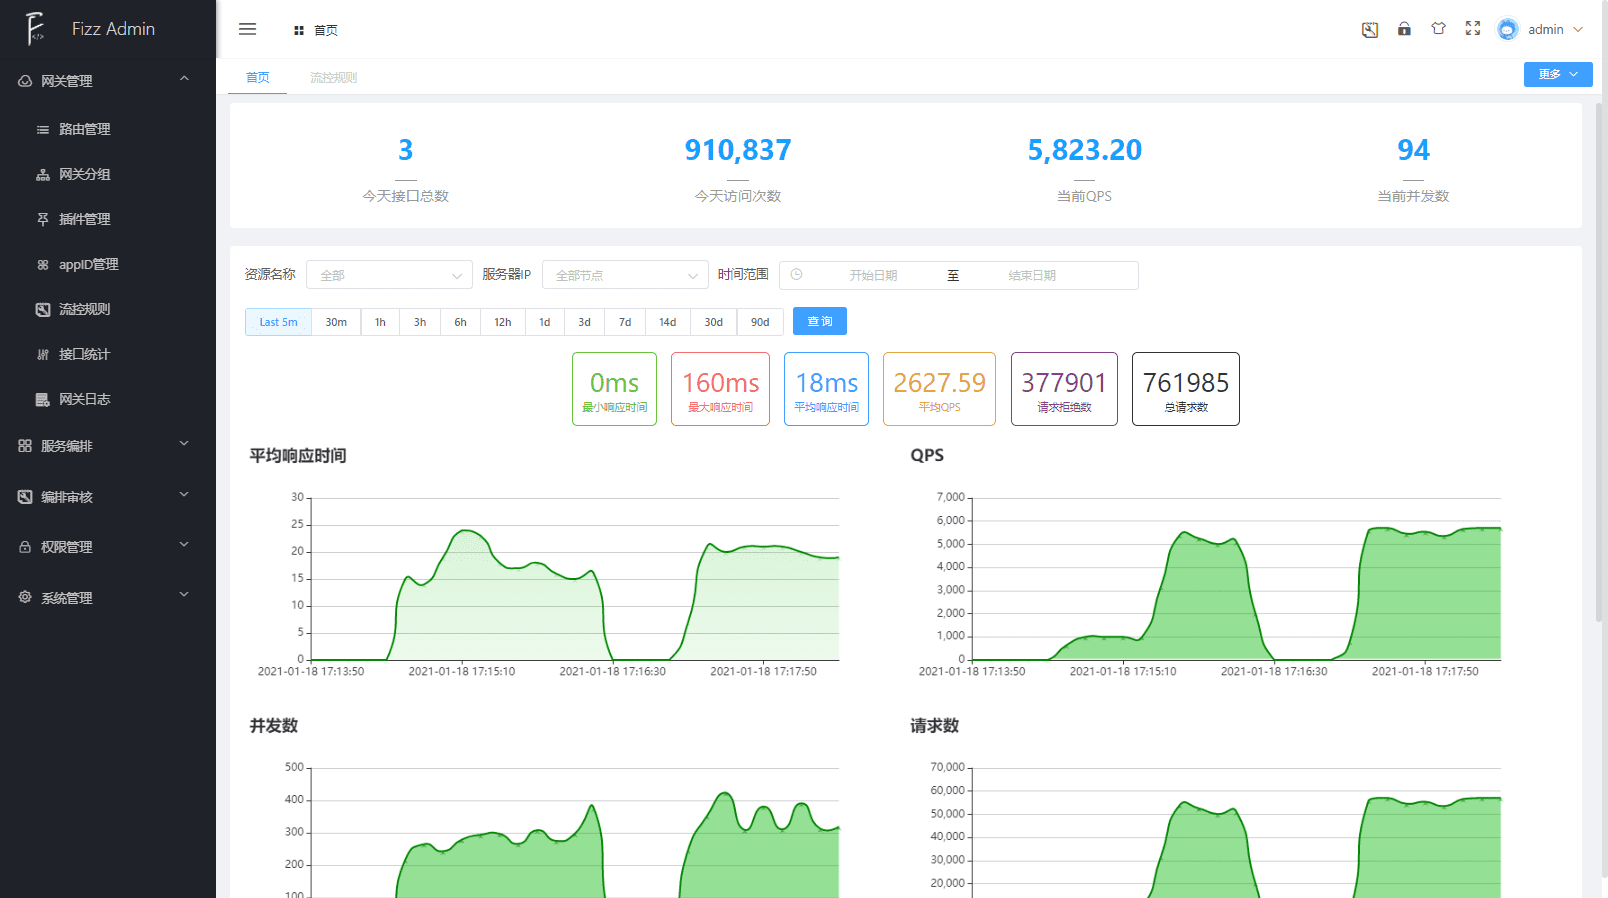 Fizz Admin
首页
admin
网关管理
路由管理
网关分组
插件管理
appID管理
流控规则
接口统计
网关日志
服务编排
编排审核
权限管理
系统管理
首页 流控规则 更多
3 910,837 5,823.20 94
今天接口总数 今天访问次数 当前QPS 当前并发数
资源名称 全部 服务器IP 全部节点 时间范围 开始日期 至 结束日期
Last 5m 30m 1h 3h 6h 12h 1d 3d 7d 14d 30d 90d 查询
0ms 160ms 18ms 2627.59 377901 761985
最小响应时间 最大响应时间 平均响应时间 平均QPS 请求拒绝数 总请求数
平均响应时间
30
25
20
15
10
5
0
2021-01-18 17:13:50 2021-01-18 17:15:10 2021-01-18 17:16:30 2021-01-18 17:17:50
QPS
7,000
6,000
5,000
4,000
3,000
2,000
1,000
0
2021-01-18 17:13:50 2021-01-18 17:15:10 2021-01-18 17:16:30 2021-01-18 17:17:50
并发数
500
400
300
200
100
请求数
70,000
60,000
50,000
40,000
30,000
20,000